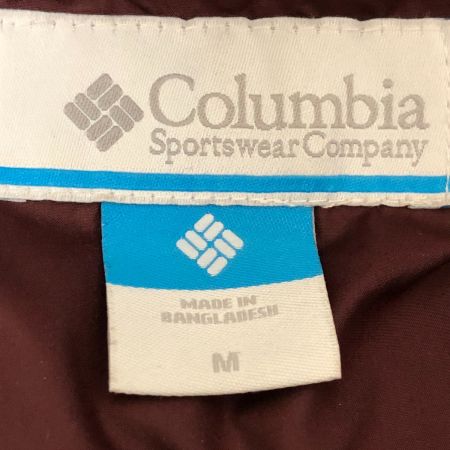 Columbia
Sportswear Company
MADE IN
BANGLADESH
M